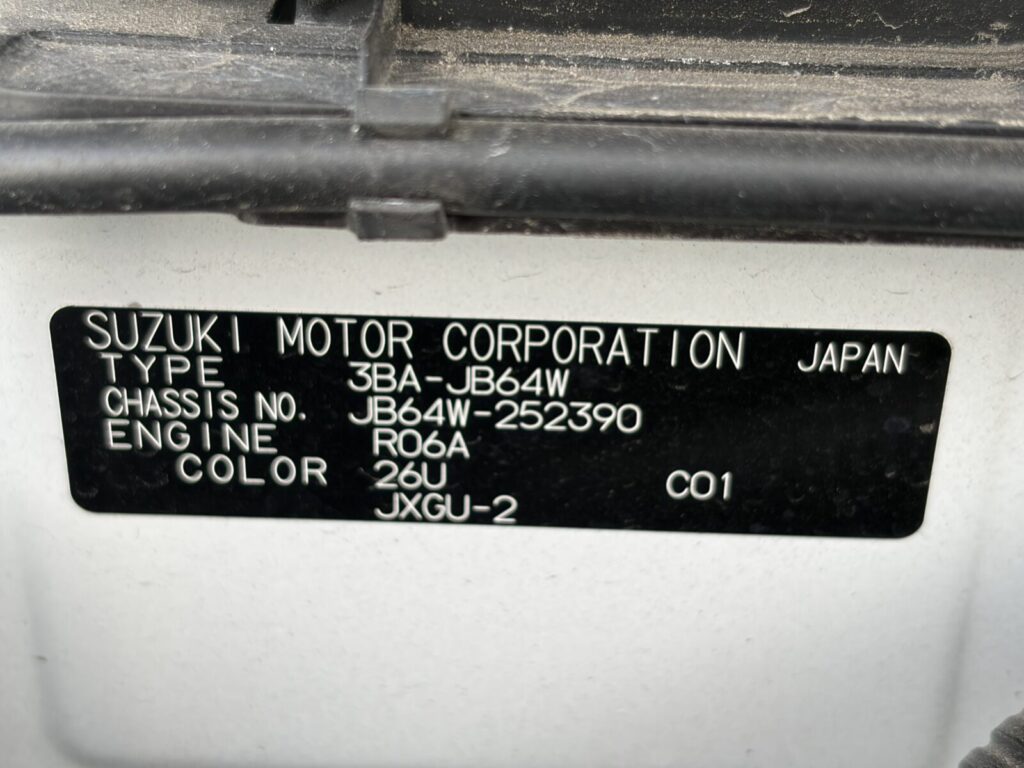 SUZUKI MOTOR CORPORATION JAPAN
TYPE 3BA-JB64W
CHASSIS NO. JB64W-252390
ENGINE R06A
COLOR 26U C01
JXGU-2